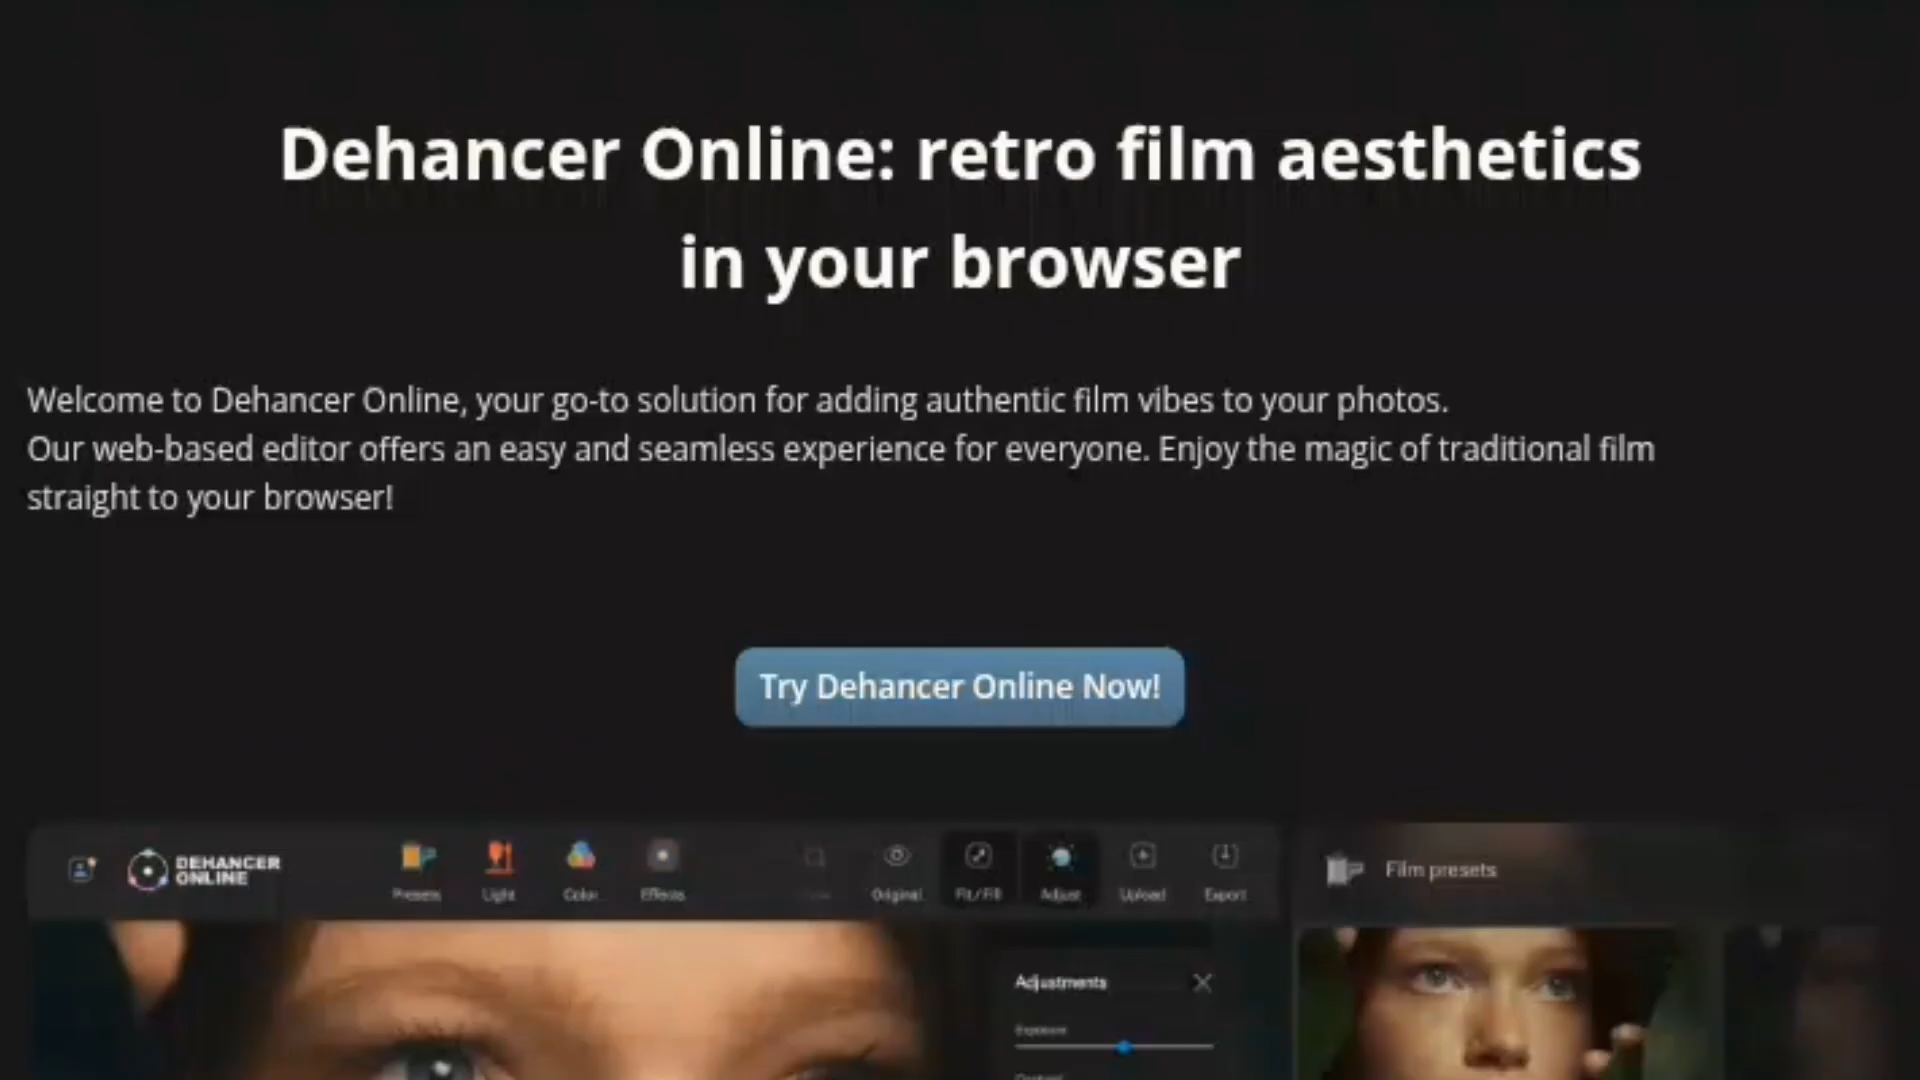 Dehancer Online: retro film aesthetics
in your browser
Welcome to Dehancer Online, your go-to solution for adding authentic film vibes to your photos.
Our web-based editor offers an easy and seamless experience for everyone. Enjoy the magic of traditional film
straight to your browser!
Try Dehancer Online Now!
DEHANCER
ONLINE
Presets Light Color Effects Original Fit/Fill Adjust Upload Export
Film presets
Adjustments
Exposure